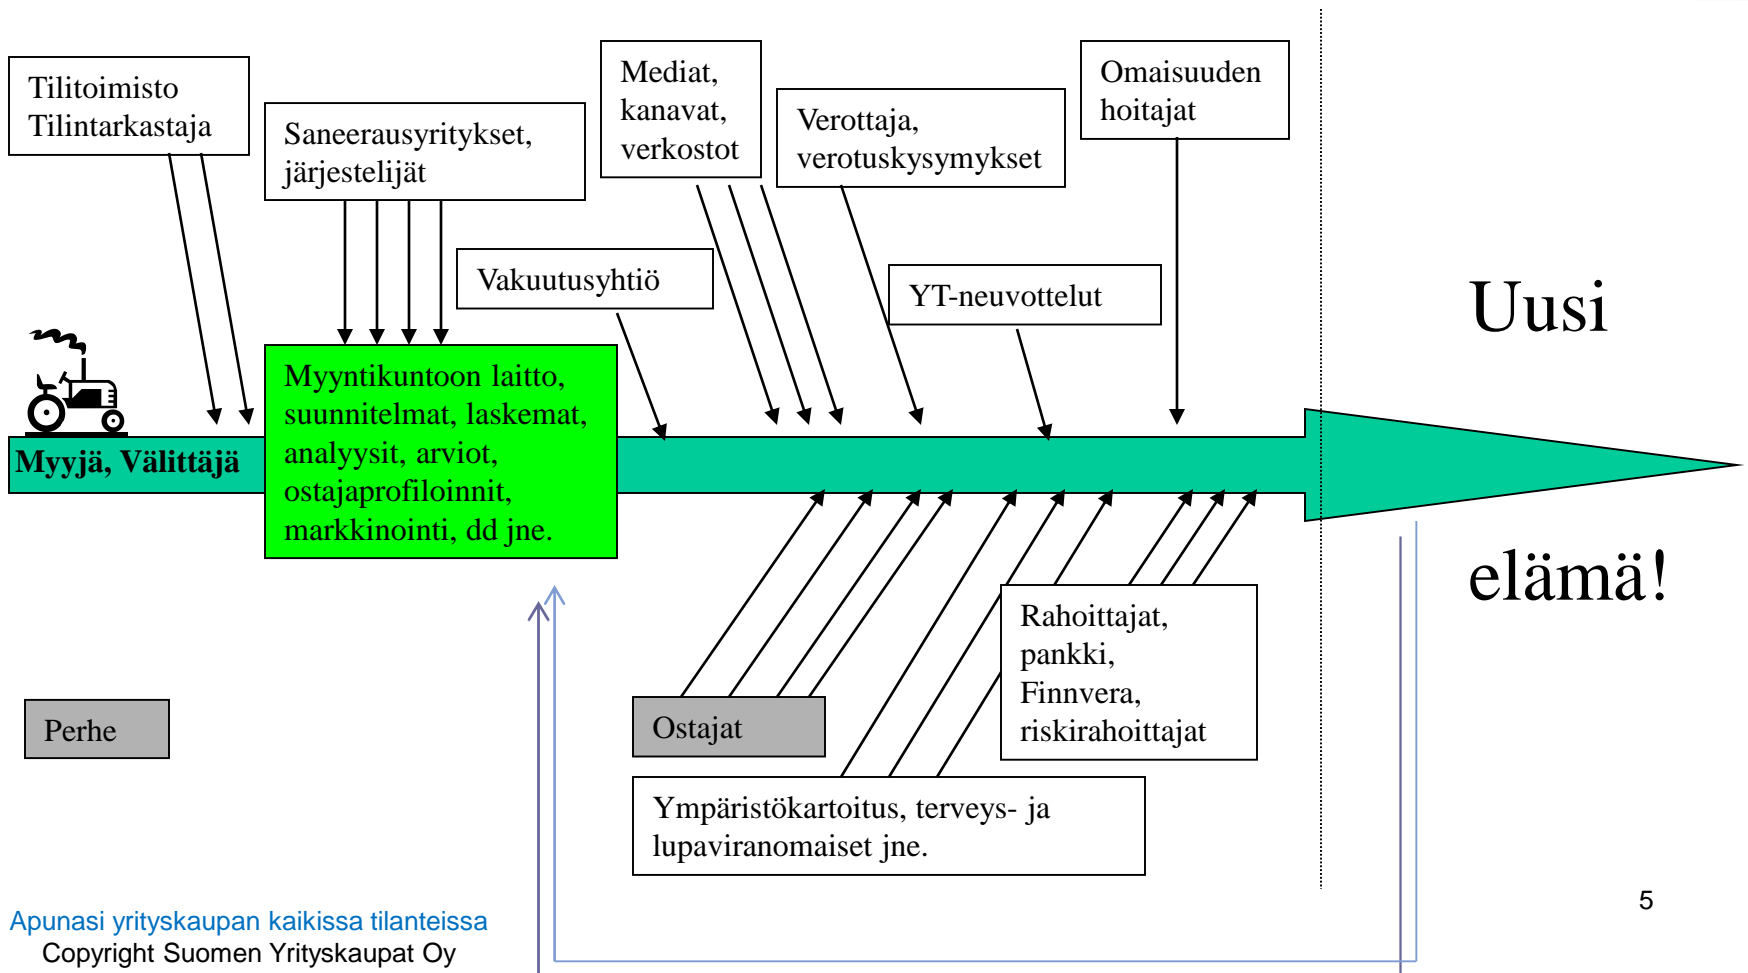 Tilitoimisto
Tilintarkastaja
Saneerausyritykset,
järjestelijät
Mediat,
kanavat,
verkostot
Verottaja,
verotuskysymykset
Omaisuuden
hoitajat
Vakuutusyhtiö
YT-neuvottelut
Uusi
elämä!
Myyjä, Välittäjä
Myyntikuntoon laitto,
suunnitelmat, laskemat,
analyysit, arviot,
ostajaprofiloinnit,
markkinointi, dd jne.
Perhe
Ostajat
Rahoittajat,
pankki,
Finnvera,
riskirahoittajat
Ympäristökartoitus, terveys- ja
lupaviranomaiset jne.
Apunasi yrityskaupan kaikissa tilanteissa
Copyright Suomen Yrityskaupat Oy
5